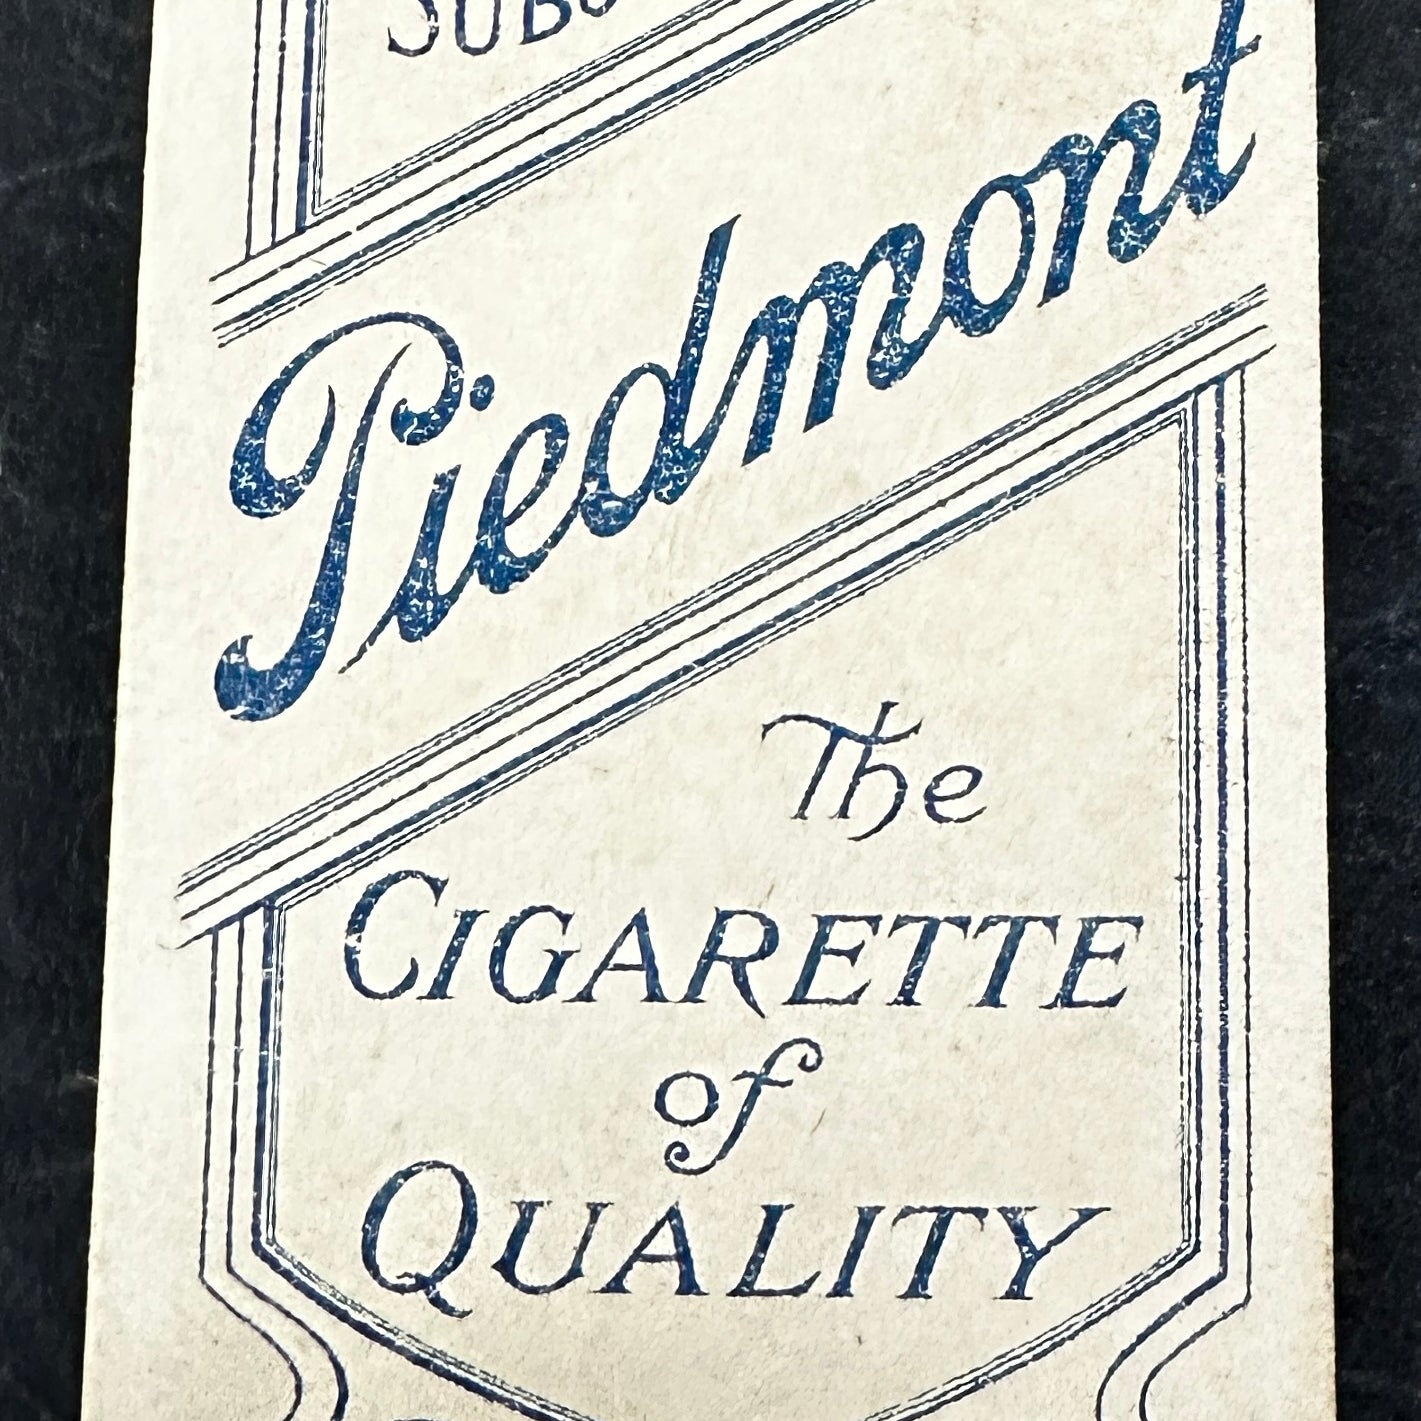 Piedmont
The
CIGARETTE
of
QUALITY